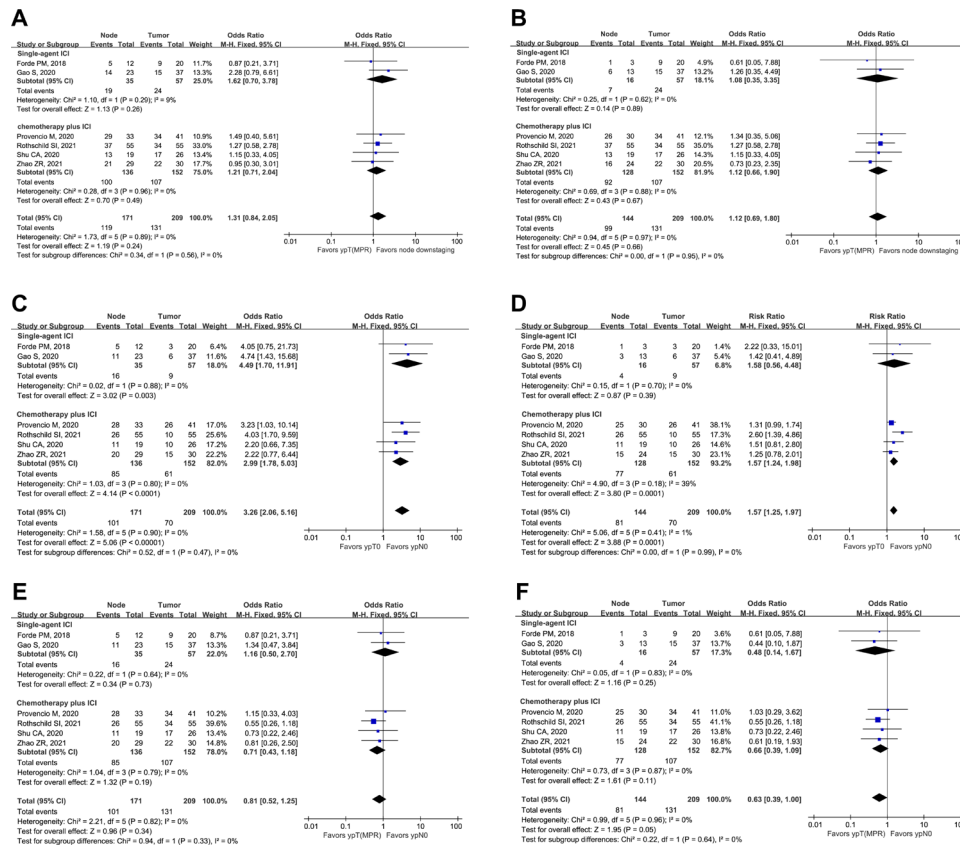 A
Node Tumor Odds Ratio Odds Ratio
Study or Subgroup Events Total Events Total Weight M-H. Fixed. 95% CI M-H. Fixed. 95% CI
Single-agent ICI
Forde PM, 2018 5 12 9 20 11.7% 0.87 [0.21, 3.71]
Gao S, 2020 14 23 15 37 13.3% 2.28 [0.79, 6.61]
Subtotal (95% CI) 35 57 25.0% 1.62 [0.70, 3.78]
Total events 19 24
Heterogeneity: Chi² = 1.10, df = 1 (P = 0.29); I² = 9%
Test for overall effect: Z = 1.13 (P = 0.26)
chemotherapy plus ICI
Provencio M, 2020 29 33 34 41 10.9% 1.49 [0.40, 5.61]
Rothschild SI, 2021 37 55 34 55 29.2% 1.27 [0.58, 2.78]
Shu CA, 2020 13 19 17 26 13.2% 1.15 [0.33, 4.05]
Zhao ZR, 2021 21 29 22 30 17.7% 0.95 [0.30, 3.01]
Subtotal (95% CI) 136 152 75.0% 1.21 [0.71, 2.04]
Total events 100 107
Heterogeneity: Chi² = 0.28, df = 3 (P = 0.96); I² = 0%
Test for overall effect: Z = 0.70 (P = 0.49)
Total (95% CI) 171 209 100.0% 1.31 [0.84, 2.05]
Total events 119 131
Heterogeneity: Chi² = 1.73, df = 5 (P = 0.89); I² = 0%
Test for overall effect: Z = 1.19 (P = 0.24)
Test for subgroup differences: Chi² = 0.34, df = 1 (P = 0.56), I² = 0%
0.01 0.1 1 10 100
Favors ypT(MPR) Favors node downstaging
B
Node Tumor Odds Ratio Odds Ratio
Study or Subgroup Events Total Events Total Weight M-H. Fixed. 95% CI M-H. Fixed. 95% CI
Single-agent ICI
Forde PM, 2018 1 3 9 20 4.9% 0.61 [0.05, 7.88]
Gao S, 2020 6 13 15 37 13.2% 1.26 [0.35, 4.49]
Subtotal (95% CI) 16 57 18.1% 1.08 [0.35, 3.35]
Total events 7 24
Heterogeneity: Chi² = 0.25, df = 1 (P = 0.62); I² = 0%
Test for overall effect: Z = 0.14 (P = 0.89)
Chemotherapy plus ICI
Provencio M, 2020 26 30 34 41 12.1% 1.34 [0.35, 5.06]
Rothschild SI, 2021 37 55 34 55 35.0% 1.27 [0.58, 2.78]
Shu CA, 2020 13 19 17 26 14.3% 1.15 [0.33, 4.05]
Zhao ZR, 2021 16 24 22 30 20.5% 0.73 [0.23, 2.35]
Subtotal (95% CI) 128 152 81.9% 1.12 [0.66, 1.90]
Total events 92 107
Heterogeneity: Chi² = 0.69, df = 3 (P = 0.88); I² = 0%
Test for overall effect: Z = 0.43 (P = 0.67)
Total (95% CI) 144 209 100.0% 1.12 [0.69, 1.80]
Total events 99 131
Heterogeneity: Chi² = 0.94, df = 5 (P = 0.97); I² = 0%
Test for overall effect: Z = 0.45 (P = 0.66)
Test for subgroup differences: Chi² = 0.00, df = 1 (P = 0.95), I² = 0%
0.01 0.1 1 10 100
Favors ypT(MPR) Favors node downstaging
C
Node Tumor Odds Ratio Odds Ratio
Study or Subgroup Events Total Events Total Weight M-H. Fixed. 95% CI M-H. Fixed. 95% CI
Single-agent ICI
Forde PM, 2018 5 12 3 20 6.4% 4.05 [0.75, 21.73]
Gao S, 2020 11 23 6 37 11.6% 4.74 [1.43, 15.68]
Subtotal (95% CI) 35 57 18.0% 4.49 [1.70, 11.91]
Total events 16 9
Heterogeneity: Chi² = 0.02, df = 1 (P = 0.88); I² = 0%
Test for overall effect: Z = 3.02 (P = 0.003)
Chemotherapy plus ICI
Provencio M, 2020 28 33 26 41 17.0% 3.23 [1.03, 10.14]
Rothschild SI, 2021 26 55 10 55 27.5% 4.03 [1.70, 9.59]
Shu CA, 2020 11 19 10 26 17.9% 2.20 [0.66, 7.35]
Zhao ZR, 2021 20 29 15 30 19.5% 2.22 [0.77, 6.44]
Subtotal (95% CI) 136 152 82.0% 2.99 [1.78, 5.03]
Total events 85 61
Heterogeneity: Chi² = 1.03, df = 3 (P = 0.80); I² = 0%
Test for overall effect: Z = 4.14 (P < 0.0001)
Total (95% CI) 171 209 100.0% 3.26 [2.06, 5.16]
Total events 101 70
Heterogeneity: Chi² = 1.58, df = 5 (P = 0.90); I² = 0%
Test for overall effect: Z = 5.06 (P < 0.00001)
Test for subgroup differences: Chi² = 0.52, df = 1 (P = 0.47), I² = 0%
0.01 0.1 1 10 100
Favors ypT0 Favors ypN0
D
Node Tumor Risk Ratio Risk Ratio
Study or Subgroup Events Total Events Total Weight M-H. Fixed. 95% CI M-H. Fixed. 95% CI
Single-agent ICI
Forde PM, 2018 1 3 3 20 1.4% 2.22 [0.33, 15.01]
Gao S, 2020 3 13 6 37 5.4% 1.42 [0.41, 4.89]
Subtotal (95% CI) 16 57 6.8% 1.58 [0.56, 4.48]
Total events 4 9
Heterogeneity: Chi² = 0.15, df = 1 (P = 0.70); I² = 0%
Test for overall effect: Z = 0.87 (P = 0.39)
Chemotherapy plus ICI
Provencio M, 2020 25 30 26 41 38.2% 1.31 [0.99, 1.74]
Rothschild SI, 2021 26 55 10 55 17.4% 2.60 [1.39, 4.86]
Shu CA, 2020 11 19 10 26 14.6% 1.51 [0.81, 2.80]
Zhao ZR, 2021 15 24 15 30 23.1% 1.25 [0.78, 2.01]
Subtotal (95% CI) 128 152 93.2% 1.57 [1.24, 1.98]
Total events 77 61
Heterogeneity: Chi² = 4.90, df = 3 (P = 0.18); I² = 39%
Test for overall effect: Z = 3.80 (P = 0.0001)
Total (95% CI) 144 209 100.0% 1.57 [1.25, 1.97]
Total events 81 70
Heterogeneity: Chi² = 5.06, df = 5 (P = 0.41); I² = 1%
Test for overall effect: Z = 3.88 (P = 0.0001)
Test for subgroup differences: Chi² = 0.00, df = 1 (P = 0.99), I² = 0%
0.01 0.1 1 10 100
Favors ypT0 Favors ypN0
E
Node Tumor Odds Ratio Odds Ratio
Study or Subgroup Events Total Events Total Weight M-H. Fixed. 95% CI M-H. Fixed. 95% CI
Single-agent ICI
Forde PM, 2018 5 12 9 20 8.7% 0.87 [0.21, 3.71]
Gao S, 2020 11 23 15 37 13.3% 1.34 [0.47, 3.84]
Subtotal (95% CI) 35 57 22.0% 1.16 [0.50, 2.70]
Total events 16 24
Heterogeneity: Chi² = 0.22, df = 1 (P = 0.64); I² = 0%
Test for overall effect: Z = 0.34 (P = 0.73)
Chemotherapy plus ICI
Provencio M, 2020 28 33 34 41 10.2% 1.15 [0.33, 4.03]
Rothschild SI, 2021 26 55 34 55 39.6% 0.55 [0.26, 1.18]
Shu CA, 2020 11 19 17 26 13.4% 0.73 [0.22, 2.46]
Zhao ZR, 2021 20 29 22 30 14.8% 0.81 [0.26, 2.50]
Subtotal (95% CI) 136 152 78.0% 0.71 [0.43, 1.18]
Total events 85 107
Heterogeneity: Chi² = 1.04, df = 3 (P = 0.79); I² = 0%
Test for overall effect: Z = 1.32 (P = 0.19)
Total (95% CI) 171 209 100.0% 0.81 [0.52, 1.25]
Total events 101 131
Heterogeneity: Chi² = 2.21, df = 5 (P = 0.82); I² = 0%
Test for overall effect: Z = 0.96 (P = 0.34)
Test for subgroup differences: Chi² = 0.94, df = 1 (P = 0.33), I² = 0%
0.01 0.1 1 10 100
Favors ypT(MPR) Favors ypN0
F
Node Tumor Odds Ratio Odds Ratio
Study or Subgroup Events Total Events Total Weight M-H. Fixed. 95% CI M-H. Fixed. 95% CI
Single-agent ICI
Forde PM, 2018 1 3 9 20 3.6% 0.61 [0.05, 7.88]
Gao S, 2020 3 13 15 37 13.7% 0.44 [0.10, 1.87]
Subtotal (95% CI) 16 57 17.3% 0.48 [0.14, 1.67]
Total events 4 24
Heterogeneity: Chi² = 0.05, df = 1 (P = 0.83); I² = 0%
Test for overall effect: Z = 1.16 (P = 0.25)
Chemotherapy plus ICI
Provencio M, 2020 25 30 34 41 9.6% 1.03 [0.29, 3.62]
Rothschild SI, 2021 26 55 34 55 41.1% 0.55 [0.26, 1.18]
Shu CA, 2020 11 19 17 26 13.9% 0.73 [0.22, 2.46]
Zhao ZR, 2021 15 24 22 30 18.1% 0.61 [0.19, 1.93]
Subtotal (95% CI) 128 152 82.7% 0.66 [0.39, 1.09]
Total events 77 107
Heterogeneity: Chi² = 0.73, df = 3 (P = 0.87); I² = 0%
Test for overall effect: Z = 1.61 (P = 0.11)
Total (95% CI) 144 209 100.0% 0.63 [0.39, 1.00]
Total events 81 131
Heterogeneity: Chi² = 0.99, df = 5 (P = 0.96); I² = 0%
Test for overall effect: Z = 1.95 (P = 0.05)
Test for subgroup differences: Chi² = 0.22, df = 1 (P = 0.64), I² = 0%
0.01 0.1 1 10 100
Favors ypT(MPR) Favors ypN0